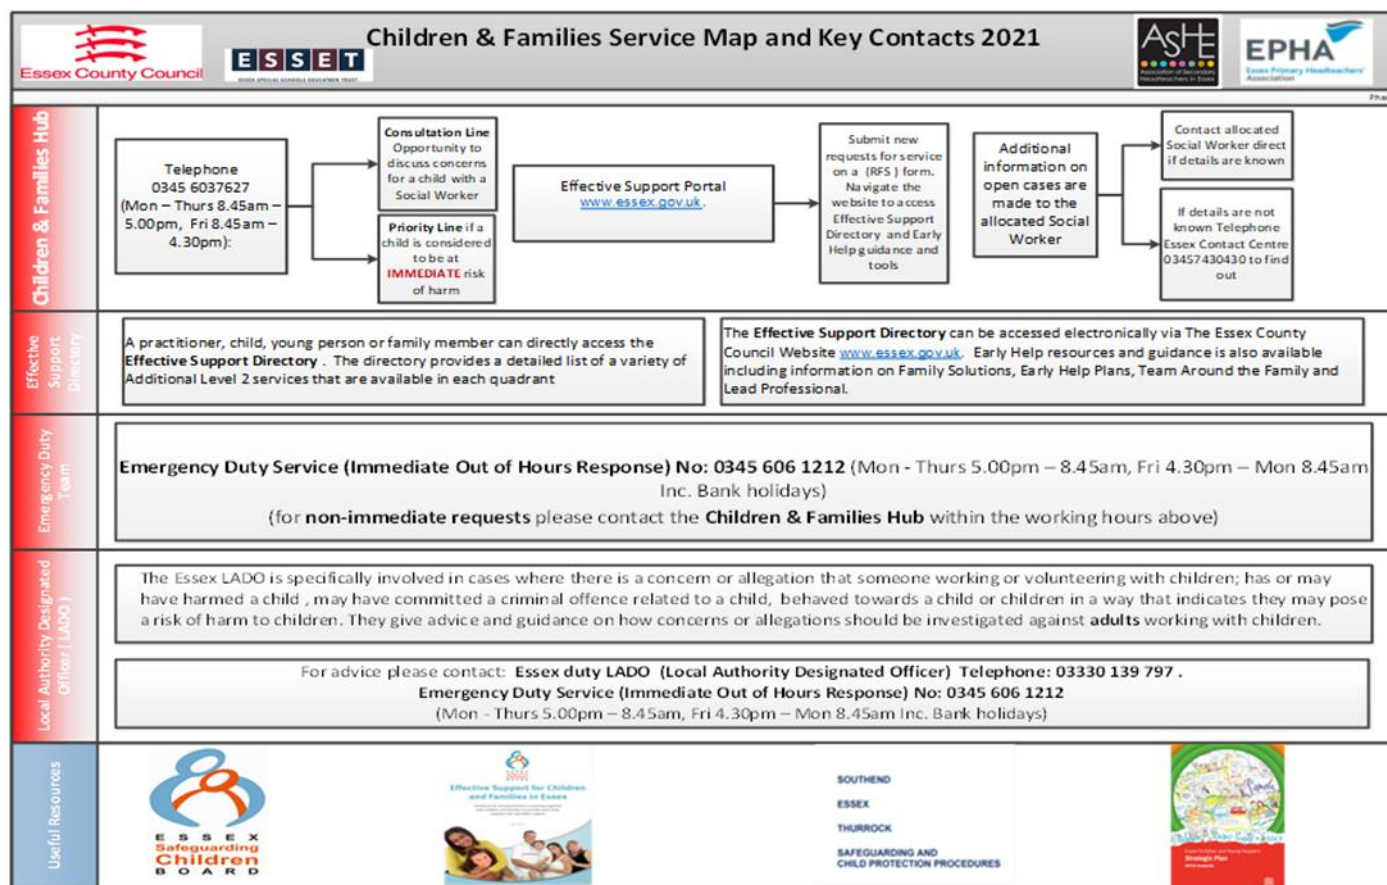 Essex County Council
ESSET
ESSEX SPECIAL SCHOOLS EDUCATION TRUST
Children & Families Service Map and Key Contacts 2021
ASHE
Association of Secondary
Headteachers in Essex
EPHA
Essex Primary Headteachers'
Association
Children & Families Hub
Telephone
0345 6037627
(Mon – Thurs 8.45am –
5.00pm, Fri 8.45am –
4.30pm):
Consultation Line
Opportunity to
discuss concerns
for a child with a
Social Worker
Priority Line if a
child is considered
to be at
IMMEDIATE risk
of harm
Effective Support Portal
www.essex.gov.uk.
Submit new
requests for service
on a (RFS ) form.
Navigate the
website to access
Effective Support
Directory and Early
Help guidance and
tools
Additional
information on
open cases are
made to the
allocated Social
Worker
Contact allocated
Social Worker direct
if details are known
If details are not
known Telephone
Essex Contact Centre
03457430430 to find
out
Effective
Support
Directory
A practitioner, child, young person or family member can directly access the
Effective Support Directory . The directory provides a detailed list of a variety of
Additional Level 2 services that are available in each quadrant
The Effective Support Directory can be accessed electronically via The Essex County
Council Website www.essex.gov.uk. Early Help resources and guidance is also available
including information on Family Solutions, Early Help Plans, Team Around the Family and
Lead Professional.
Emergency Duty
Team
Emergency Duty Service (Immediate Out of Hours Response) No: 0345 606 1212 (Mon - Thurs 5.00pm – 8.45am, Fri 4.30pm – Mon 8.45am
Inc. Bank holidays)
(for non-immediate requests please contact the Children & Families Hub within the working hours above)
Local Authority Designated
Officer ( LADO )
The Essex LADO is specifically involved in cases where there is a concern or allegation that someone working or volunteering with children; has or may
have harmed a child , may have committed a criminal offence related to a child, behaved towards a child or children in a way that indicates they may pose
a risk of harm to children. They give advice and guidance on how concerns or allegations should be investigated against adults working with children.
For advice please contact: Essex duty LADO (Local Authority Designated Officer) Telephone: 03330 139 797 .
Emergency Duty Service (Immediate Out of Hours Response) No: 0345 606 1212
(Mon - Thurs 5.00pm – 8.45am, Fri 4.30pm – Mon 8.45am Inc. Bank holidays)
Useful Resources
ESSEX
Safeguarding
Children
BOARD
Effective Support for Children
and Families in Essex
SOUTHEND
ESSEX
THURROCK
SAFEGUARDING AND
CHILD PROTECTION PROCEDURES
Essex Children and Young People's
Strategic Plan